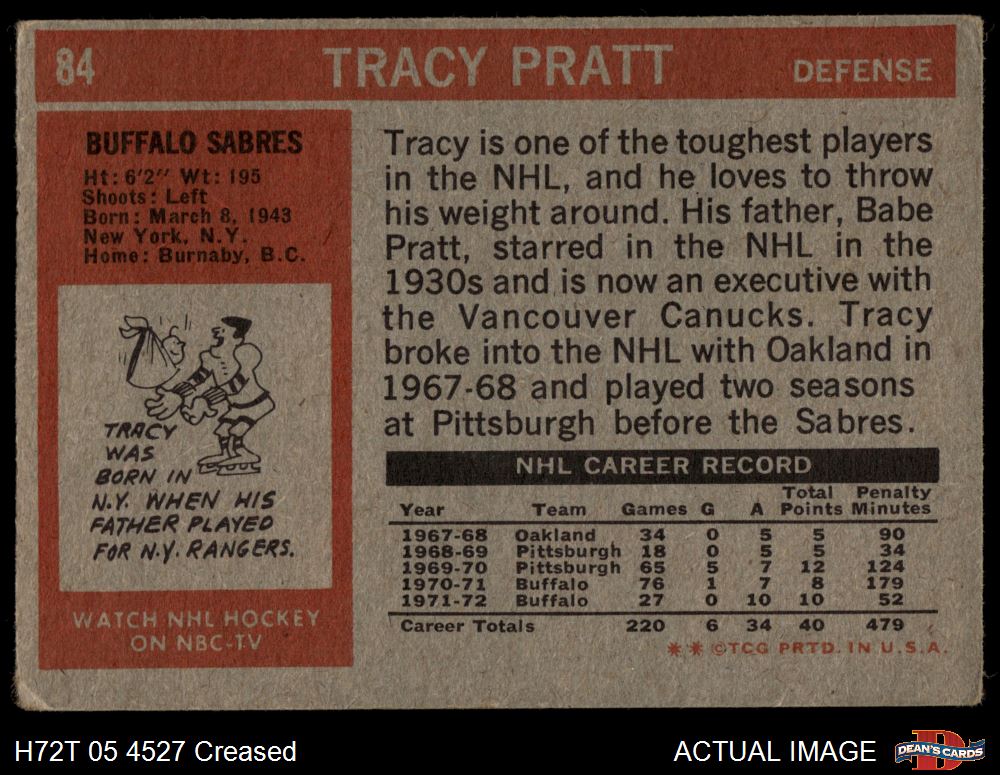 84 TRACY PRATT DEFENSE
BUFFALO SABRES
Ht: 6'2" Wt: 195
Shoots: Left
Born: March 8, 1943
New York, N.Y.
Home: Burnaby, B.C.
TRACY
WAS
BORN IN
N.Y. WHEN HIS
FATHER PLAYED
FOR N.Y. RANGERS.
WATCH NHL HOCKEY
ON NBC-TV
Tracy is one of the toughest players
in the NHL, and he loves to throw
his weight around. His father, Babe
Pratt, starred in the NHL in the
1930s and is now an executive with
the Vancouver Canucks. Tracy
broke into the NHL with Oakland in
1967-68 and played two seasons
at Pittsburgh before the Sabres.
NHL CAREER RECORD
Total Penalty
Year Team Games G A Points Minutes
1967-68 Oakland 34 0 5 5 90
1968-69 Pittsburgh 18 0 5 5 34
1969-70 Pittsburgh 65 5 7 12 124
1970-71 Buffalo 76 1 7 8 179
1971-72 Buffalo 27 0 10 10 52
Career Totals 220 6 34 40 479
** ©TCG PRTD. IN U.S.A.
H72T 05 4527 Creased ACTUAL IMAGE
D
DEAN'S CARDS